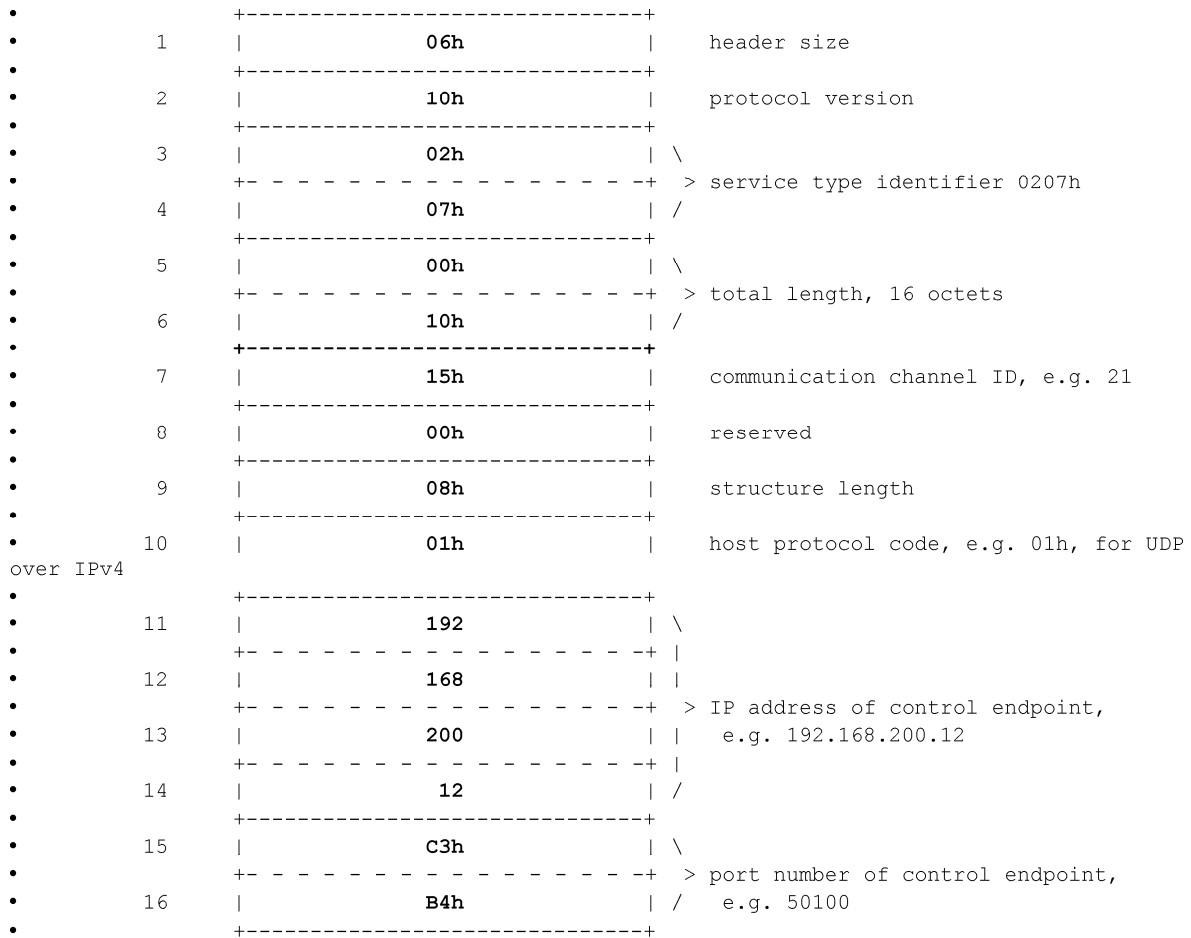 • +-------------------------------+
• 1 | 06h | header size
• +-------------------------------+
• 2 | 10h | protocol version
• +-------------------------------+
• 3 | 02h | \
• +- - - - - - - - - - - - - - - -+ > service type identifier 0207h
• 4 | 07h | /
• +-------------------------------+
• 5 | 00h | \
• +- - - - - - - - - - - - - - - -+ > total length, 16 octets
• 6 | 10h | /
• +-------------------------------+
• 7 | 15h | communication channel ID, e.g. 21
• +-------------------------------+
• 8 | 00h | reserved
• +-------------------------------+
• 9 | 08h | structure length
• +-------------------------------+
• 10 | 01h | host protocol code, e.g. 01h, for UDP
over IPv4
• +-------------------------------+
• 11 | 192 | \
• +- - - - - - - - - - - - - - - -+ |
• 12 | 168 | |
• +- - - - - - - - - - - - - - - -+ > IP address of control endpoint,
• 13 | 200 | | e.g. 192.168.200.12
• +- - - - - - - - - - - - - - - -+ |
• 14 | 12 | /
• +-------------------------------+
• 15 | C3h | \
• +- - - - - - - - - - - - - - - -+ > port number of control endpoint,
• 16 | B4h | / e.g. 50100
• +-------------------------------+